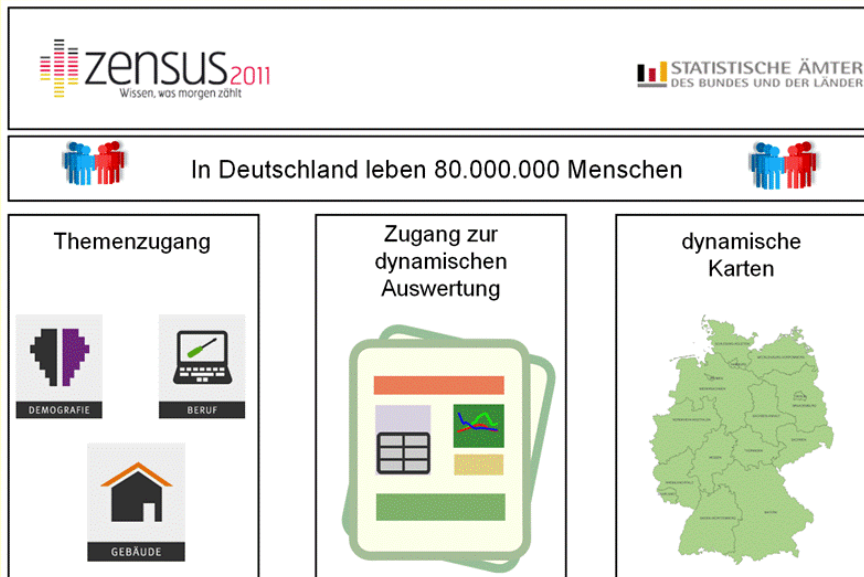 zensus2011
Wissen, was morgen zählt
STATISTISCHE ÄMTER
DES BUNDES UND DER LÄNDER
In Deutschland leben 80.000.000 Menschen
Themenzugang
DEMOGRAFIE
BERUF
GEBÄUDE
Zugang zur
dynamischen
Auswertung
dynamische
Karten